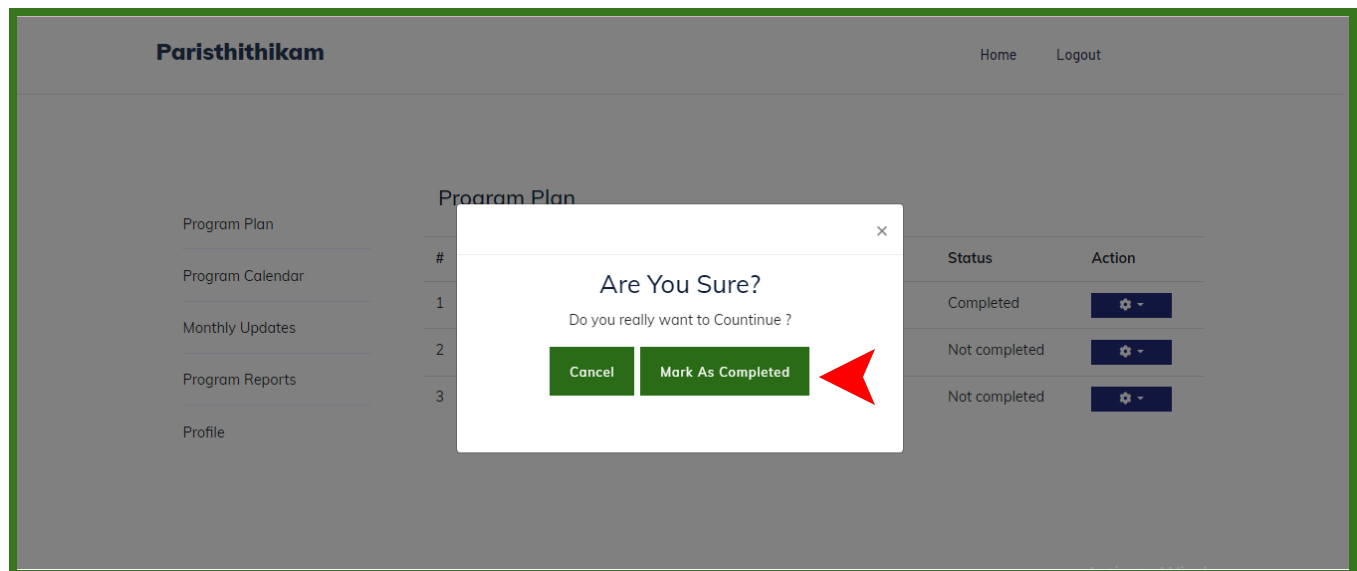 Paristhithikam
Home Logout
Program Plan
Program Plan
Program Calendar
Monthly Updates
Program Reports
Profile
# Status Action
1 Completed
2 Not completed
3 Not completed
×
Are You Sure?
Do you really want to Countinue ?
Cancel Mark As Completed